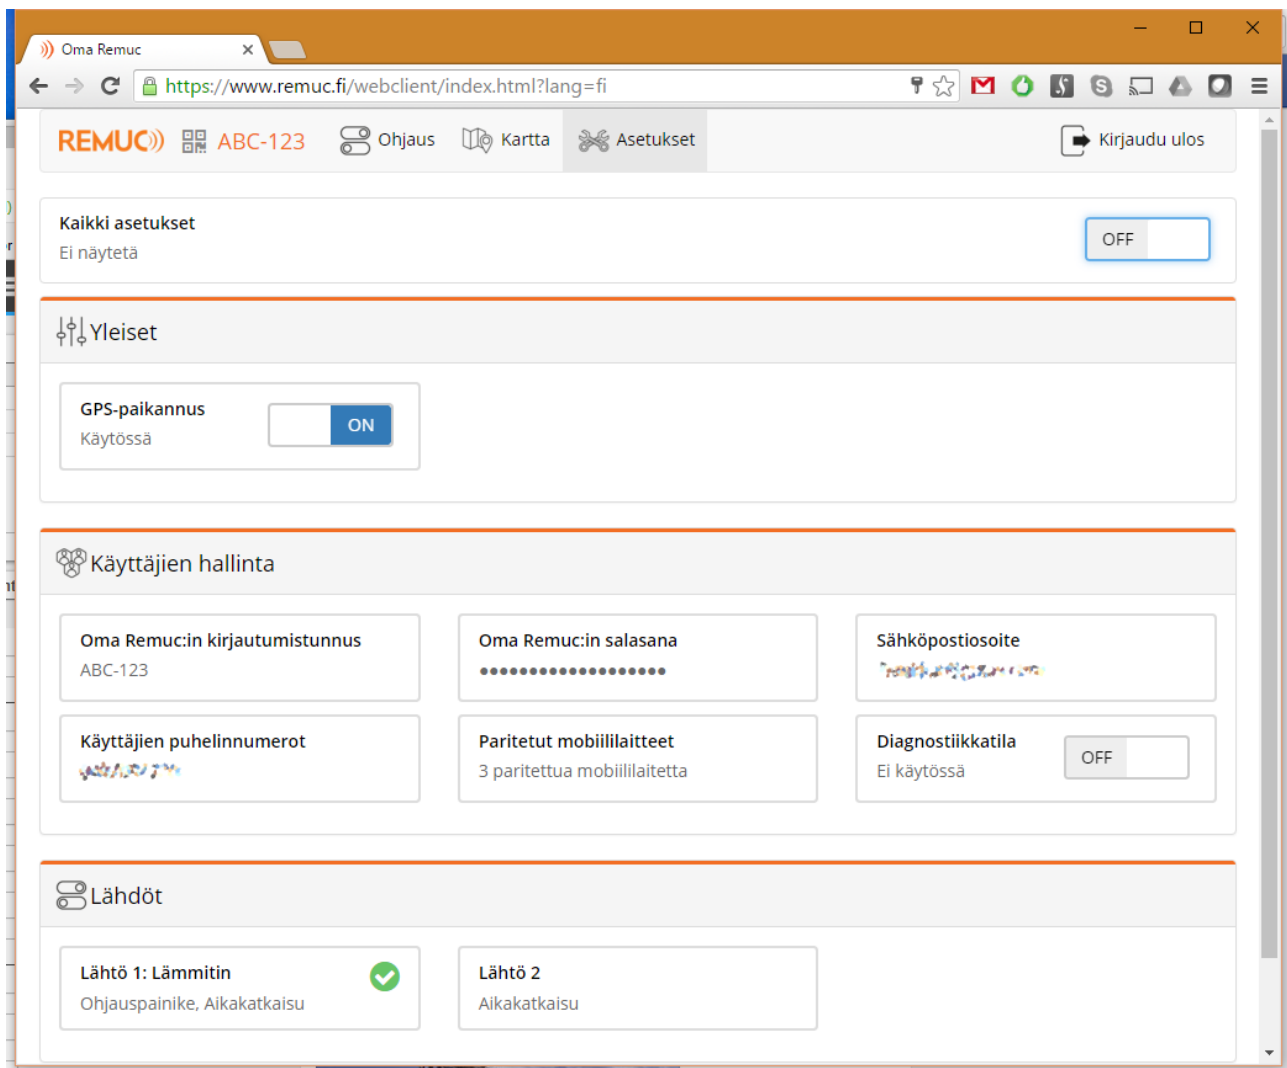 Oma Remuc
https://www.remuc.fi/webclient/index.html?lang=fi
REMUC ABC-123 Ohjaus Kartta Asetukset Kirjaudu ulos
Kaikki asetukset
Ei näytetä
OFF
Yleiset
GPS-paikannus
Käytössä
ON
Käyttäjien hallinta
Oma Remuc:in kirjautumistunnus
ABC-123
Oma Remuc:in salasana
•••••••••••••••••••
Sähköpostiosoite
Käyttäjien puhelinnumerot
Paritetut mobiililaitteet
3 paritettua mobiililaitetta
Diagnostiikkatila
Ei käytössä
OFF
Lähdöt
Lähtö 1: Lämmitin
Ohjauspainike, Aikakatkaisu
Lähtö 2
Aikakatkaisu